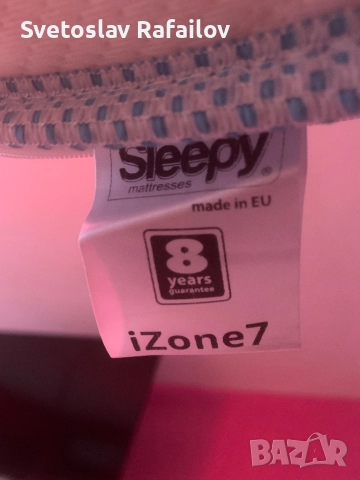 Svetoslav Rafailov
Sleepy®
mattresses
made in EU
8
years
guarantee
iZone7
BAZAR